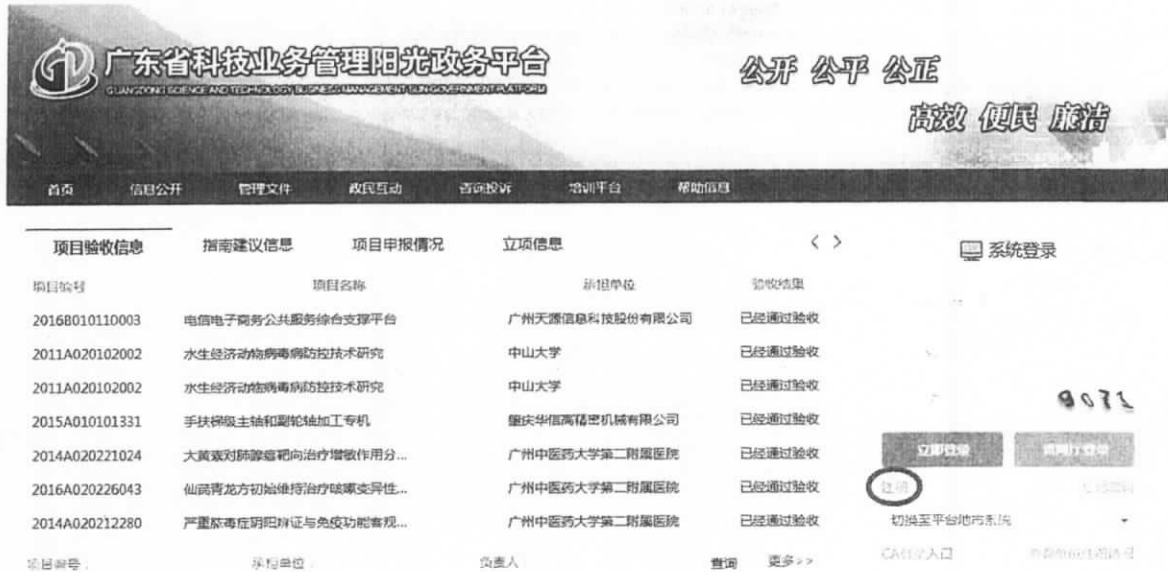 广东省科技业务管理阳光政务平台
GUANGDONG SCIENCE AND TECHNOLOGY BUSINESS MANAGEMENT SUN GOVERNMENT PLATFORM
公开 公平 公正
高效 便民 廉洁
首页 信息公开 管理文件 政民互动 咨询投诉 培训平台 帮助信息
项目验收信息 指南建议信息 项目申报情况 立项信息 < >
系统登录
项目编号 项目名称 承担单位 验收结果
2016B010110003 电信电子商务公共服务综合支撑平台 广州天源信息科技股份有限公司 已经通过验收
2011A020102002 水生经济动物病毒病防控技术研究 中山大学 已经通过验收
2011A020102002 水生经济动物病毒病防控技术研究 中山大学 已经通过验收
2015A010101331 手扶梯级主轴和副轮轴加工专机 肇庆华信高精密机械有限公司 已经通过验收
2014A020221024 大黄素对肺腺癌靶向治疗增敏作用分... 广州中医药大学第二附属医院 已经通过验收
2016A020226043 仙蒌青龙方初始维持治疗咳嗽变异性... 广州中医药大学第二附属医院 已经通过验收
2014A020212280 严重脓毒症阴阳辨证与免疫功能客观... 广州中医药大学第二附属医院 已经通过验收
项目编号: 承担单位: 负责人 查询 更多>>
9071
立即登录
注册
切换至平台地市系统
CA登录入口